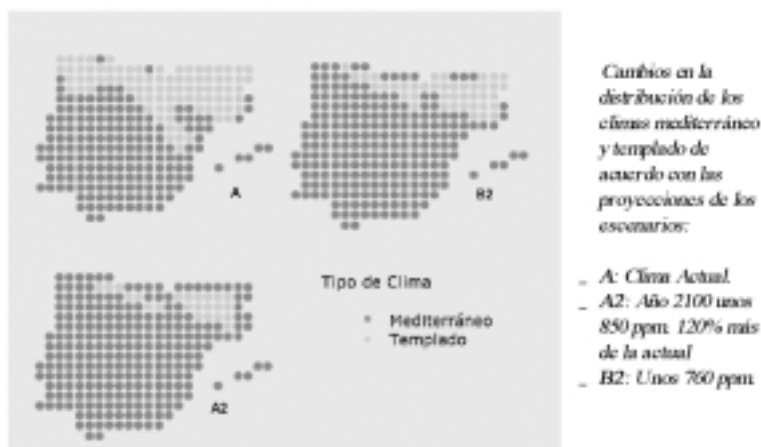 A
B2
A2
Tipo de Clima
Mediterráneo
Templado
Cambios en la
distribución de los
climas mediterráneo
y templado de
acuerdo con las
proyecciones de los
escenarios:
_ A: Clima Actual.
_ A2: Año 2100 unos
850 ppm. 120% más
de la actual
_ B2: Unos 760 ppm